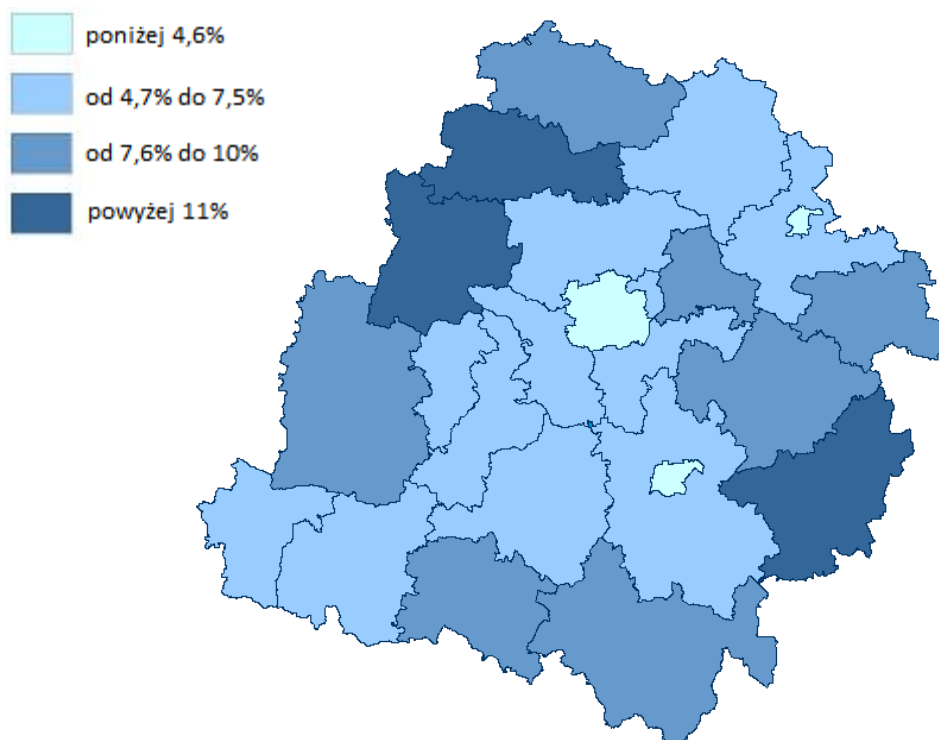 poniżej 4,6%
od 4,7% do 7,5%
od 7,6% do 10%
powyżej 11%